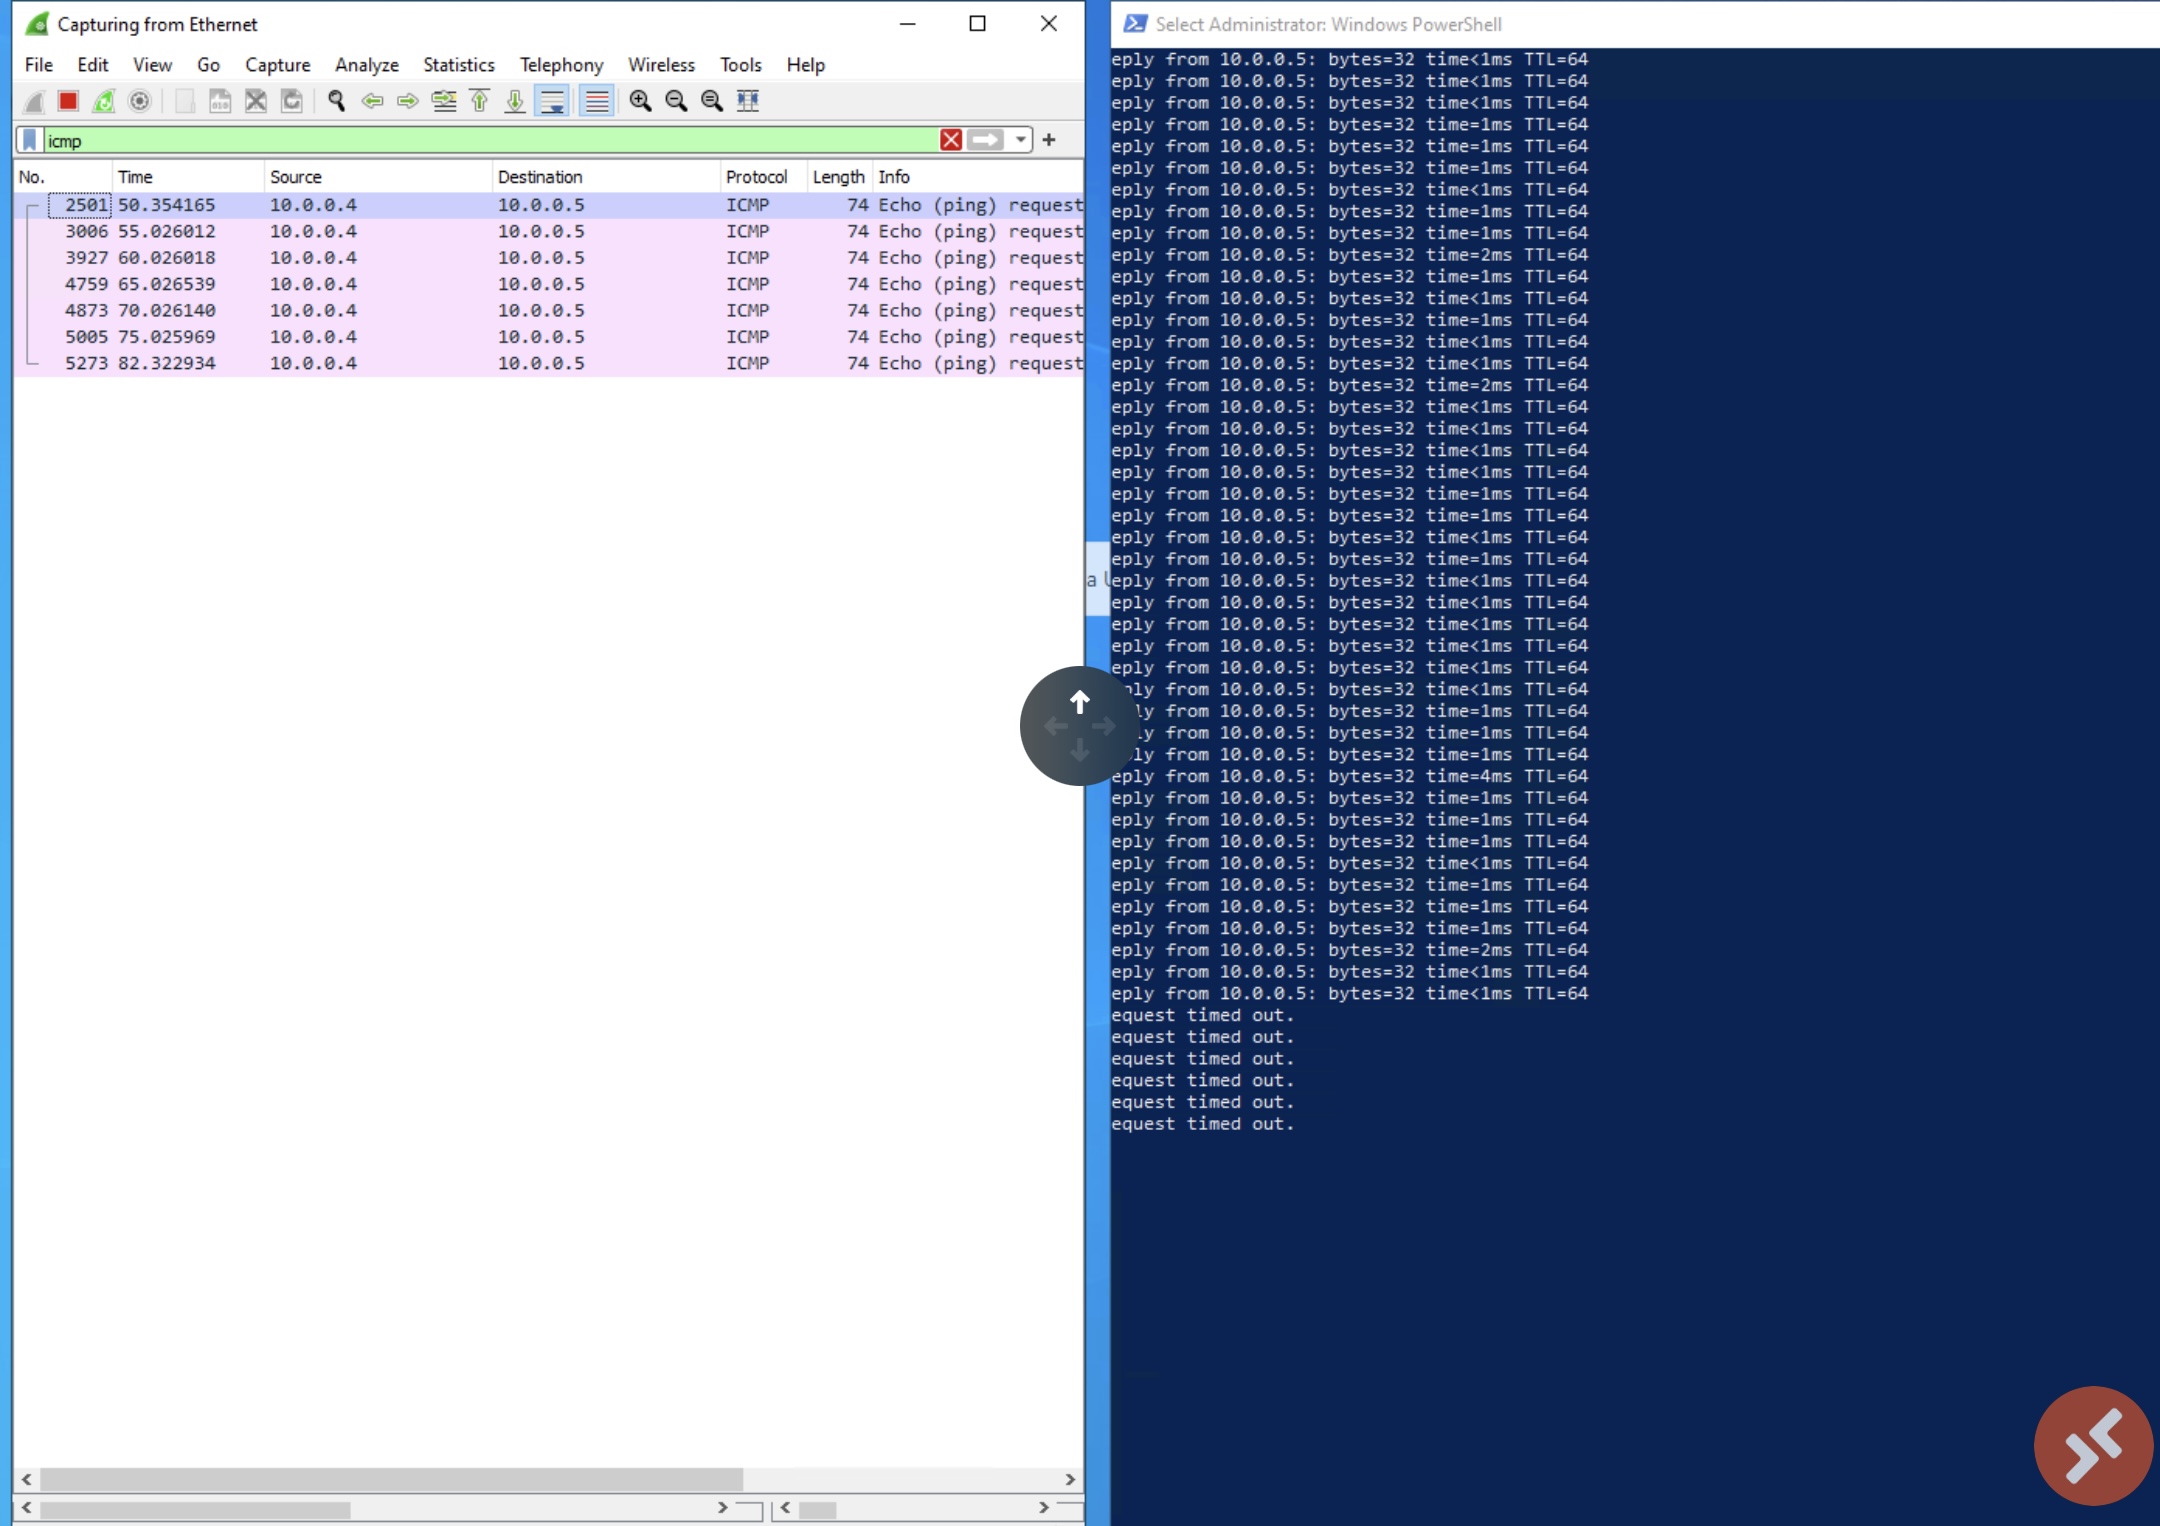 Capturing from Ethernet
File Edit View Go Capture Analyze Statistics Telephony Wireless Tools Help
icmp
No. Time Source Destination Protocol Length Info
2501 50.354165 10.0.0.4 10.0.0.5 ICMP 74 Echo (ping) request
3006 55.026012 10.0.0.4 10.0.0.5 ICMP 74 Echo (ping) request
3927 60.026018 10.0.0.4 10.0.0.5 ICMP 74 Echo (ping) request
4759 65.026539 10.0.0.4 10.0.0.5 ICMP 74 Echo (ping) request
4873 70.026140 10.0.0.4 10.0.0.5 ICMP 74 Echo (ping) request
5005 75.025969 10.0.0.4 10.0.0.5 ICMP 74 Echo (ping) request
5273 82.322934 10.0.0.4 10.0.0.5 ICMP 74 Echo (ping) request
a
Select Administrator: Windows PowerShell
eply from 10.0.0.5: bytes=32 time<1ms TTL=64
eply from 10.0.0.5: bytes=32 time<1ms TTL=64
eply from 10.0.0.5: bytes=32 time<1ms TTL=64
eply from 10.0.0.5: bytes=32 time=1ms TTL=64
eply from 10.0.0.5: bytes=32 time=1ms TTL=64
eply from 10.0.0.5: bytes=32 time=1ms TTL=64
eply from 10.0.0.5: bytes=32 time<1ms TTL=64
eply from 10.0.0.5: bytes=32 time=1ms TTL=64
eply from 10.0.0.5: bytes=32 time=1ms TTL=64
eply from 10.0.0.5: bytes=32 time=2ms TTL=64
eply from 10.0.0.5: bytes=32 time=1ms TTL=64
eply from 10.0.0.5: bytes=32 time<1ms TTL=64
eply from 10.0.0.5: bytes=32 time=1ms TTL=64
eply from 10.0.0.5: bytes=32 time<1ms TTL=64
eply from 10.0.0.5: bytes=32 time<1ms TTL=64
eply from 10.0.0.5: bytes=32 time=2ms TTL=64
eply from 10.0.0.5: bytes=32 time<1ms TTL=64
eply from 10.0.0.5: bytes=32 time<1ms TTL=64
eply from 10.0.0.5: bytes=32 time<1ms TTL=64
eply from 10.0.0.5: bytes=32 time<1ms TTL=64
eply from 10.0.0.5: bytes=32 time=1ms TTL=64
eply from 10.0.0.5: bytes=32 time=1ms TTL=64
eply from 10.0.0.5: bytes=32 time<1ms TTL=64
eply from 10.0.0.5: bytes=32 time=1ms TTL=64
eply from 10.0.0.5: bytes=32 time<1ms TTL=64
eply from 10.0.0.5: bytes=32 time<1ms TTL=64
eply from 10.0.0.5: bytes=32 time<1ms TTL=64
eply from 10.0.0.5: bytes=32 time<1ms TTL=64
eply from 10.0.0.5: bytes=32 time<1ms TTL=64
ply from 10.0.0.5: bytes=32 time<1ms TTL=64
ly from 10.0.0.5: bytes=32 time=1ms TTL=64
ly from 10.0.0.5: bytes=32 time=1ms TTL=64
ly from 10.0.0.5: bytes=32 time=1ms TTL=64
eply from 10.0.0.5: bytes=32 time=4ms TTL=64
eply from 10.0.0.5: bytes=32 time=1ms TTL=64
eply from 10.0.0.5: bytes=32 time=1ms TTL=64
eply from 10.0.0.5: bytes=32 time=1ms TTL=64
eply from 10.0.0.5: bytes=32 time<1ms TTL=64
eply from 10.0.0.5: bytes=32 time=1ms TTL=64
eply from 10.0.0.5: bytes=32 time=1ms TTL=64
eply from 10.0.0.5: bytes=32 time=1ms TTL=64
eply from 10.0.0.5: bytes=32 time=2ms TTL=64
eply from 10.0.0.5: bytes=32 time<1ms TTL=64
eply from 10.0.0.5: bytes=32 time<1ms TTL=64
equest timed out.
equest timed out.
equest timed out.
equest timed out.
equest timed out.
equest timed out.